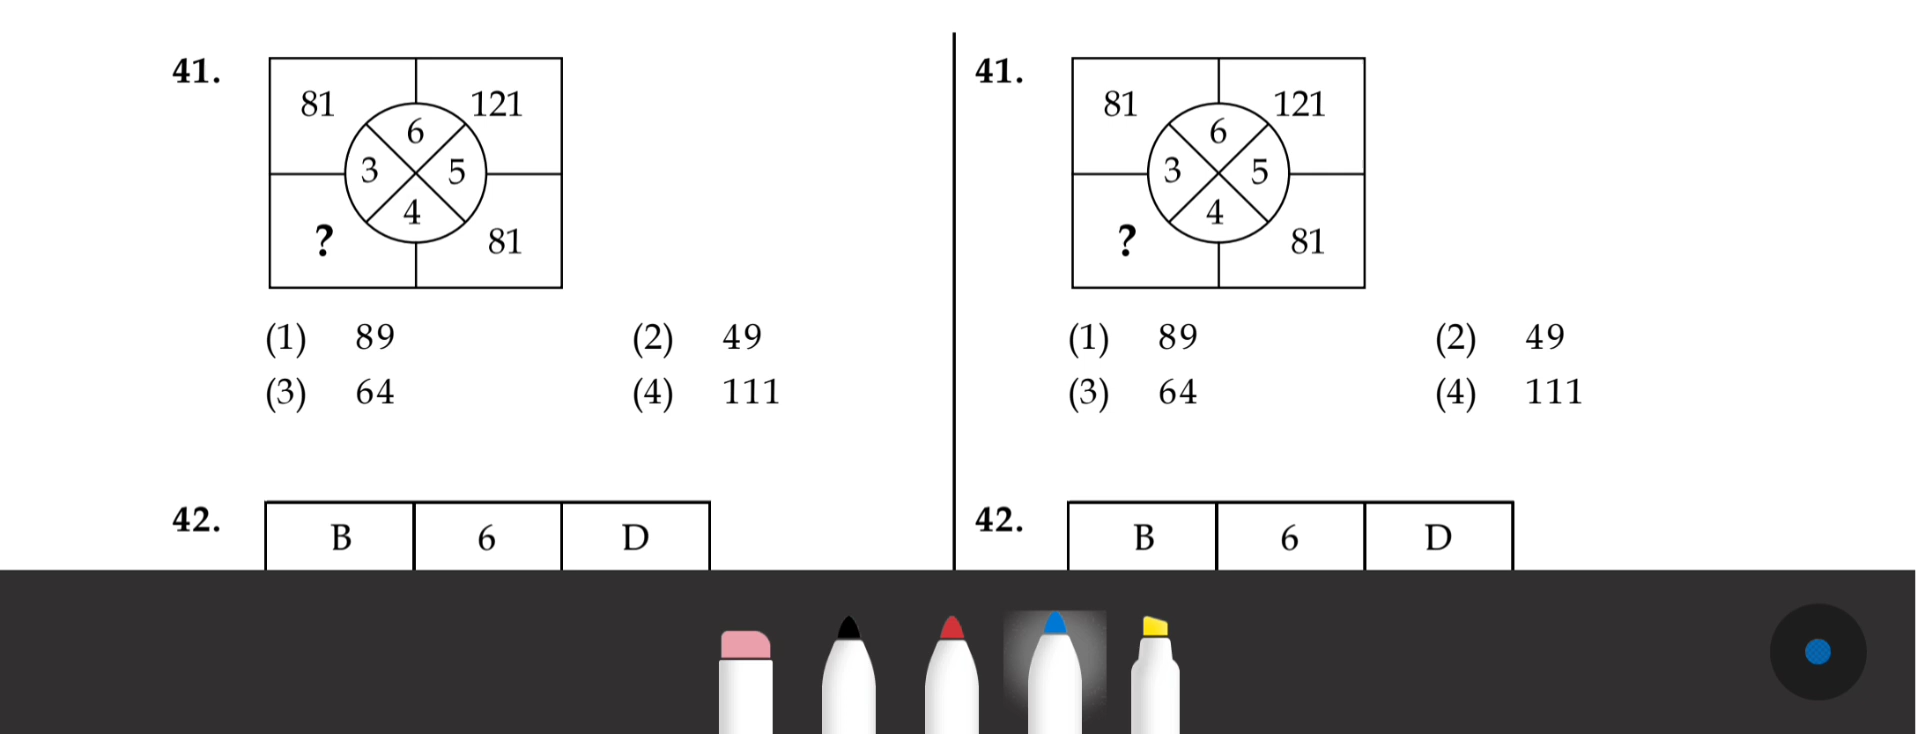 41.
81 121
6
3 5
4
? 81
(1) 89 (2) 49
(3) 64 (4) 111
42.
B 6 D
41.
81 121
6
3 5
4
? 81
(1) 89 (2) 49
(3) 64 (4) 111
42.
B 6 D